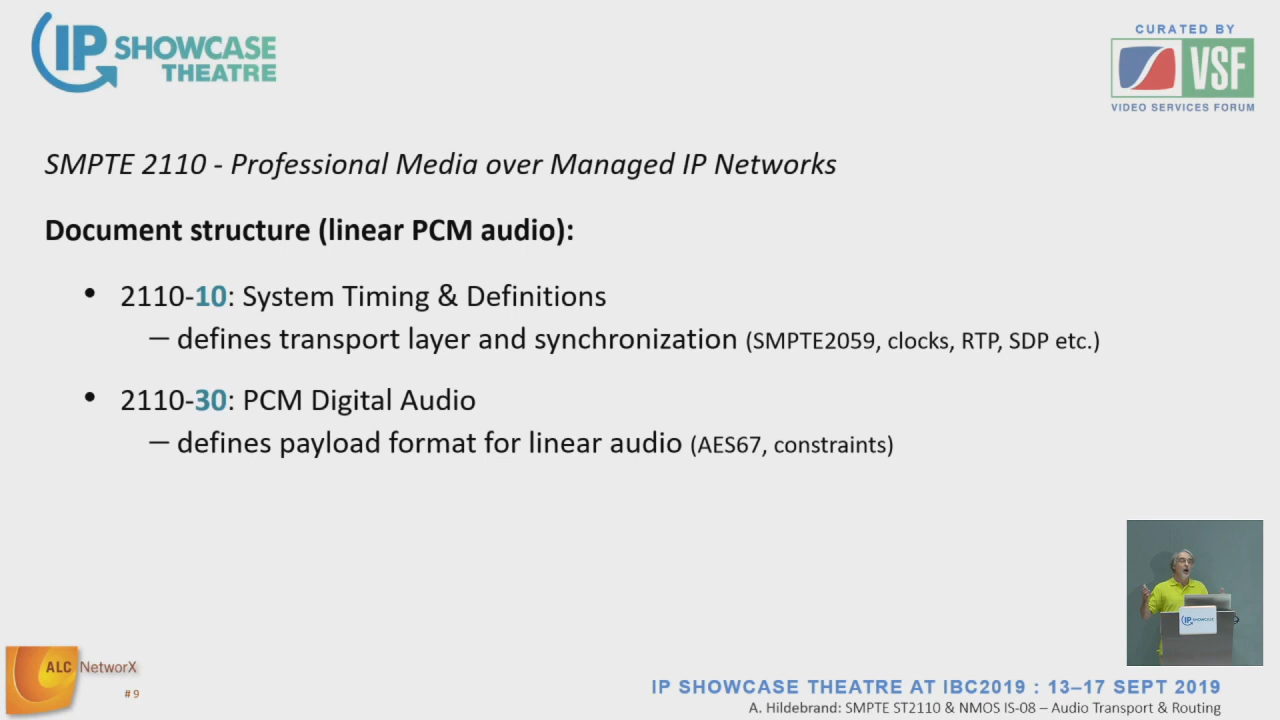 IP SHOWCASE
THEATRE
CURATED BY
VSF
VIDEO SERVICES FORUM
SMPTE 2110 - Professional Media over Managed IP Networks
Document structure (linear PCM audio):
• 2110-10: System Timing & Definitions
– defines transport layer and synchronization (SMPTE2059, clocks, RTP, SDP etc.)
• 2110-30: PCM Digital Audio
– defines payload format for linear audio (AES67, constraints)
IP SHOWCASE
ALC NetworX
#9
IP SHOWCASE THEATRE AT IBC2019 : 13–17 SEPT 2019
A. Hildebrand: SMPTE ST2110 & NMOS IS-08 – Audio Transport & Routing